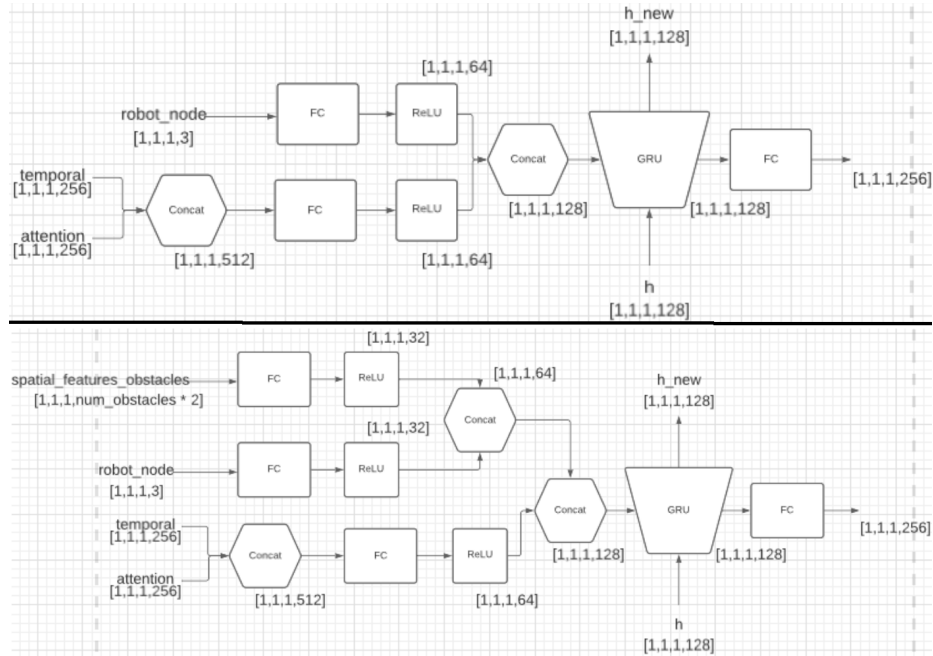 h_new
[1,1,1,128]
[1,1,1,64]
robot_node
[1,1,1,3]
FC
ReLU
Concat
GRU
FC
temporal
[1,1,1,256]
attention
[1,1,1,256]
Concat
FC
ReLU
[1,1,1,128]
[1,1,1,128]
[1,1,1,256]
[1,1,1,512]
[1,1,1,64]
h
[1,1,1,128]
[1,1,1,32]
spatial_features_obstacles
[1,1,1,num_obstacles * 2]
FC
ReLU
[1,1,1,64]
Concat
h_new
[1,1,1,128]
[1,1,1,32]
robot_node
[1,1,1,3]
FC
ReLU
temporal
[1,1,1,256]
attention
[1,1,1,256]
Concat
FC
ReLU
Concat
GRU
FC
[1,1,1,256]
[1,1,1,128]
[1,1,1,128]
[1,1,1,512]
[1,1,1,64]
h
[1,1,1,128]